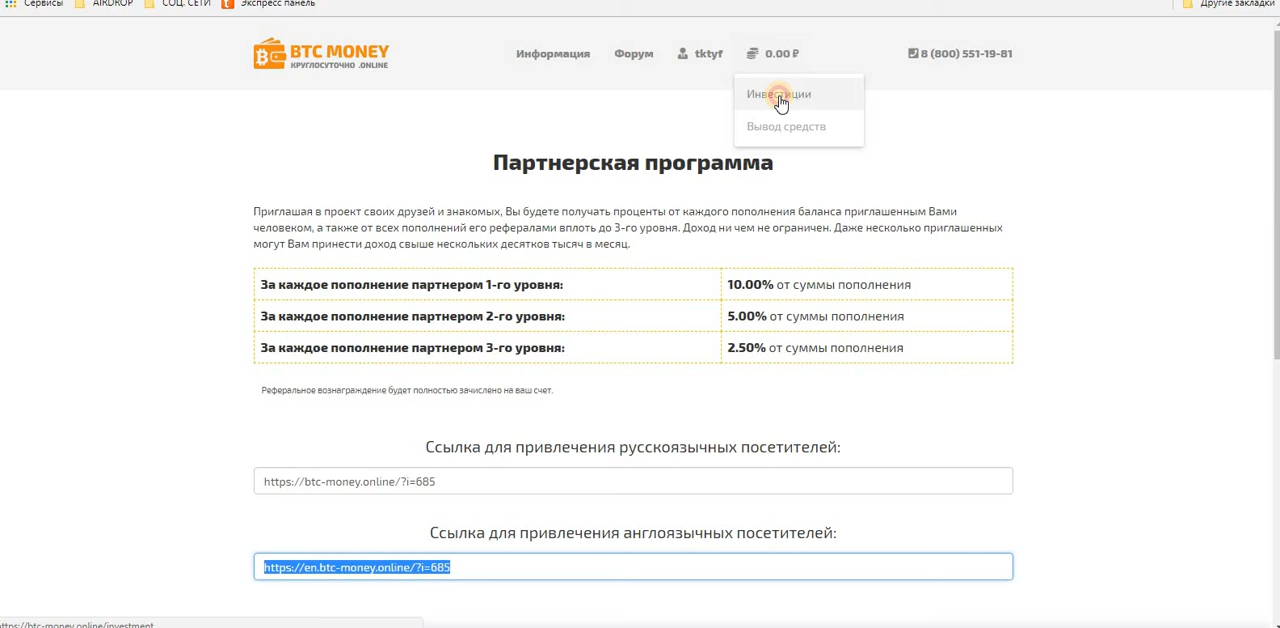 Сервисы AIRDROP СОЦ. СЕТИ Экспресс панель Другие закладки
BTC MONEY
КРУГЛОСУТОЧНО .ONLINE
Информация Форум tktyf 0.00 ₽ 8 (800) 551-19-81
Инвестиции
Вывод средств
Партнерская программа
Приглашая в проект своих друзей и знакомых, Вы будете получать проценты от каждого пополнения баланса приглашенным Вами
человеком, а также от всех пополнений его рефералами вплоть до 3-го уровня. Доход ни чем не ограничен. Даже несколько приглашенных
могут Вам принести доход свыше нескольких десятков тысяч в месяц.
За каждое пополнение партнером 1-го уровня: 10.00% от суммы пополнения
За каждое пополнение партнером 2-го уровня: 5.00% от суммы пополнения
За каждое пополнение партнером 3-го уровня: 2.50% от суммы пополнения
Реферальное вознаграждение будет полностью зачислено на ваш счет.
Ссылка для привлечения русскоязычных посетителей:
https://btc-money.online/?i=685
Ссылка для привлечения англоязычных посетителей:
https://en.btc-money.online/?i=685
https://btc-money.online/investment